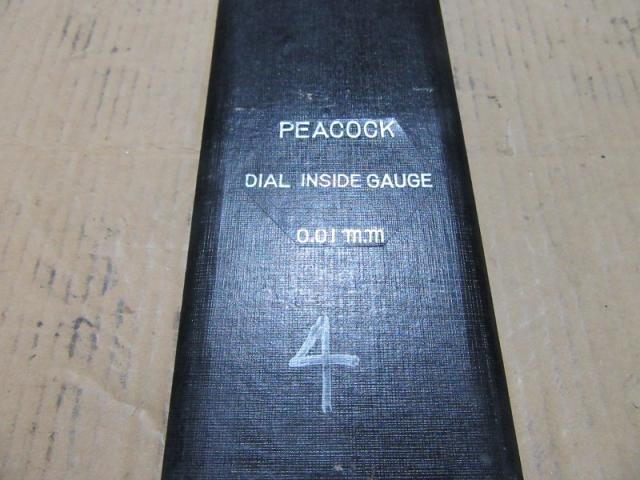 PEACOCK
DIAL INSIDE GAUGE
0.01 m.m
4